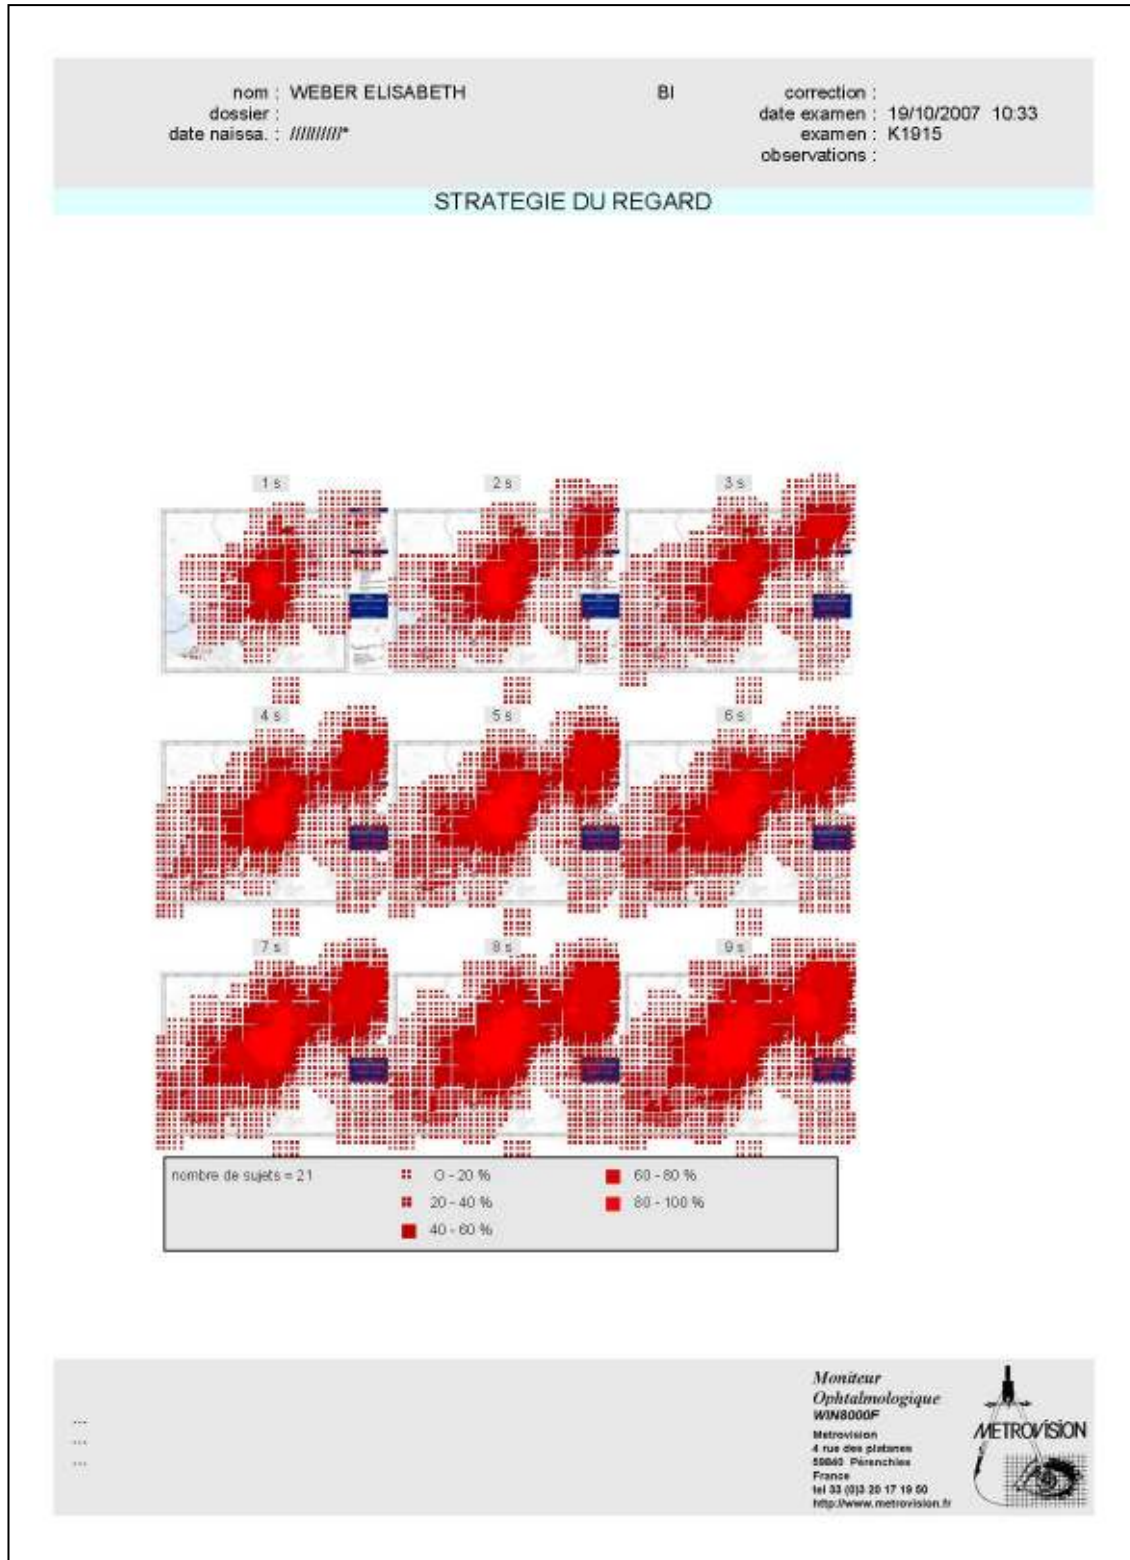 nom : WEBER ELISABETH BI correction :
dossier : date examen : 19/10/2007 10:33
date naissa. : //////////* examen : K1915
observations :
STRATEGIE DU REGARD
1 s 2 s 3 s
4 s 5 s 6 s
7 s 8 s 9 s
nombre de sujets = 21 O - 20 % 60 - 80 %
20 - 40 % 80 - 100 %
40 - 60 %
...
...
...
Moniteur
Ophtalmologique
WIN8000F
Metrovision
4 rue des platanes
59840 Pérenchies
France
tel 33 (0)3 20 17 19 50
http://www.metrovision.fr
METROVISION